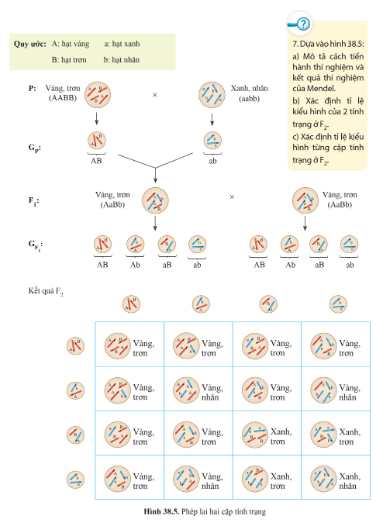 Quy ước: A: hạt vàng a: hạt xanh
B: hạt trơn b: hạt nhăn
7. Dựa vào hình 38.5:
a) Mô tả cách tiến
hành thí nghiệm và
kết quả thí nghiệm
của Mendel.
b) Xác định tỉ lệ
kiểu hình của 2 tính
trạng ở F2.
c) Xác định tỉ lệ kiểu
hình từng cặp tính
trạng ở F2.
P: Vàng, trơn
(AABB)
×
Xanh, nhăn
(aabb)
GP:
AB ab
F1:
Vàng, trơn
(AaBb)
×
Vàng, trơn
(AaBb)
GF1:
AB Ab aB ab AB Ab aB ab
Kết quả F2
Vàng, trơn Vàng, trơn Vàng, trơn Vàng, trơn
Vàng, trơn Vàng, nhăn Vàng, trơn Vàng, nhăn
Vàng, trơn Vàng, trơn Xanh, trơn Xanh, trơn
Vàng, trơn Vàng, nhăn Xanh, trơn Xanh, nhăn
Hình 38.5. Phép lai hai cặp tính trạng